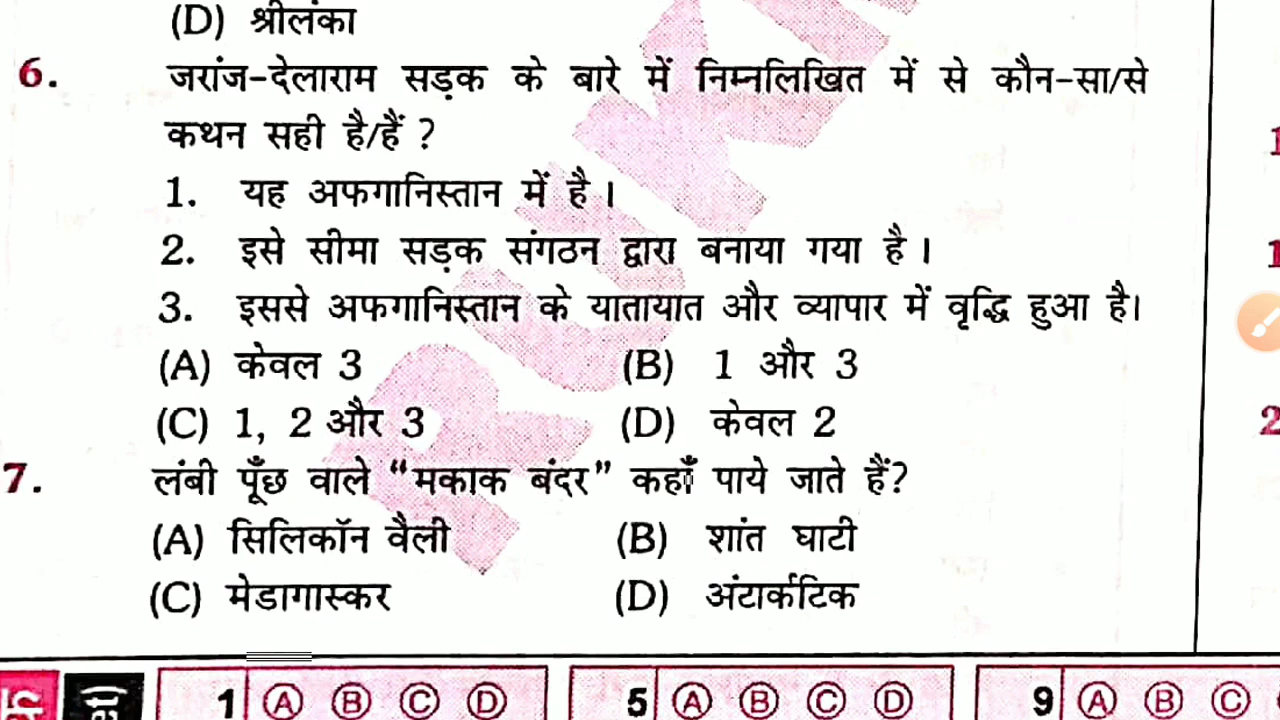 (D) श्रीलंका
6. जरांज-देलाराम सड़क के बारे में निम्नलिखित में से कौन-सा/से
कथन सही है/हैं ?
1. यह अफगानिस्तान में है ।
2. इसे सीमा सड़क संगठन द्वारा बनाया गया है ।
3. इससे अफगानिस्तान के यातायात और व्यापार में वृद्धि हुआ है।
(A) केवल 3 (B) 1 और 3
(C) 1, 2 और 3 (D) केवल 2
7. लंबी पूँछ वाले “मकाक बंदर” कहाँ पाये जाते हैं?
(A) सिलिकॉन वैली (B) शांत घाटी
(C) मेडागास्कर (D) अंटार्कटिक
1 A B C D 5 A B C D 9 A B C